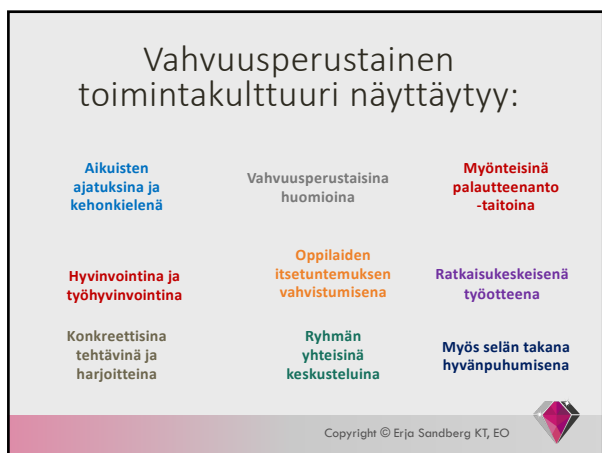 Vahvuusperustainen
toimintakulttuuri näyttäytyy:
Aikuisten
ajatuksina ja
kehonkielenä
Vahvuusperustaisina
huomioina
Myönteisinä
palautteenanto
-taitoina
Hyvinvointina ja
työhyvinvointina
Oppilaiden
itsetuntemuksen
vahvistumisena
Ratkaisukeskeisenä
työotteena
Konkreettisina
tehtävinä ja
harjoitteina
Ryhmän
yhteisinä
keskusteluina
Myös selän takana
hyvänpuhumisena
Copyright © Erja Sandberg KT, EO